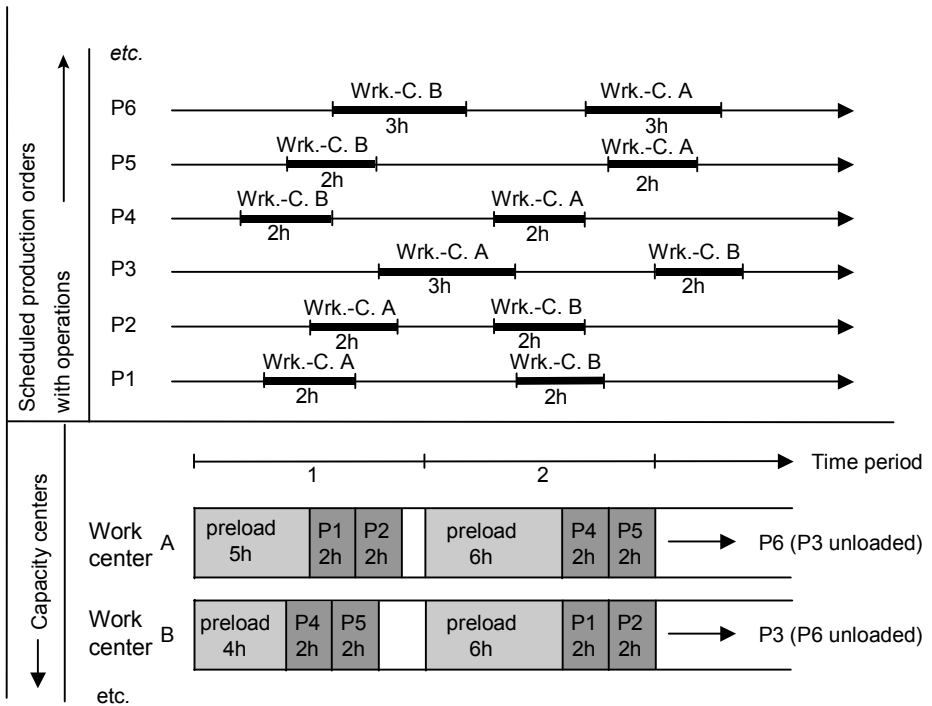 etc.
Wrk.-C. B
Wrk.-C. A
P6
3h
3h
Wrk.-C. B
Wrk.-C. A
P5
2h
2h
Wrk.-C. B
Wrk.-C. A
P4
2h
2h
Wrk.-C. A
Wrk.-C. B
P3
3h
2h
Wrk.-C. A
Wrk.-C. B
P2
2h
2h
Wrk.-C. A
Wrk.-C. B
P1
2h
2h
Scheduled production orders
with operations
Capacity centers
1
2
Time period
Work
center
A
preload
5h
P1
2h
P2
2h
preload
6h
P4
2h
P5
2h
P6 (P3 unloaded)
Work
center
B
preload
4h
P4
2h
P5
2h
preload
6h
P1
2h
P2
2h
P3 (P6 unloaded)
etc.